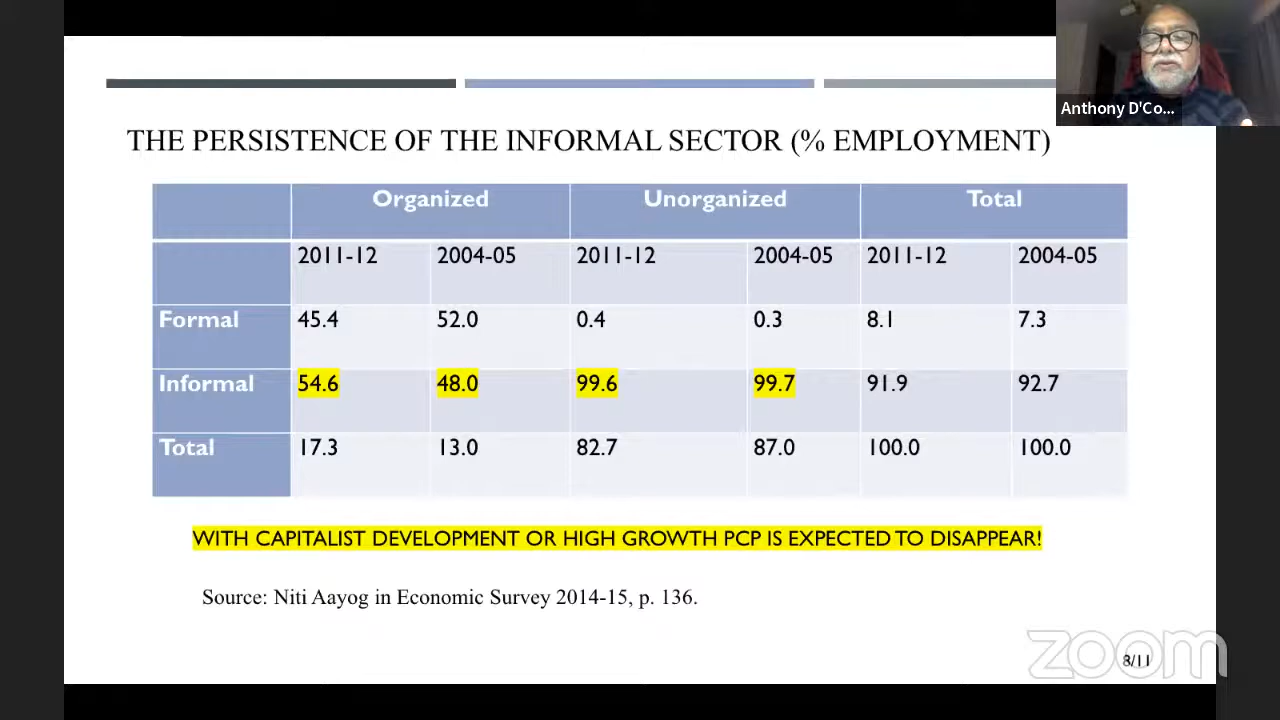 Anthony D'Co...
THE PERSISTENCE OF THE INFORMAL SECTOR (% EMPLOYMENT)
Organized Unorganized Total
2011-12 2004-05 2011-12 2004-05 2011-12 2004-05
Formal 45.4 52.0 0.4 0.3 8.1 7.3
Informal 54.6 48.0 99.6 99.7 91.9 92.7
Total 17.3 13.0 82.7 87.0 100.0 100.0
WITH CAPITALIST DEVELOPMENT OR HIGH GROWTH PCP IS EXPECTED TO DISAPPEAR!
Source: Niti Aayog in Economic Survey 2014-15, p. 136.
zoom
8/11